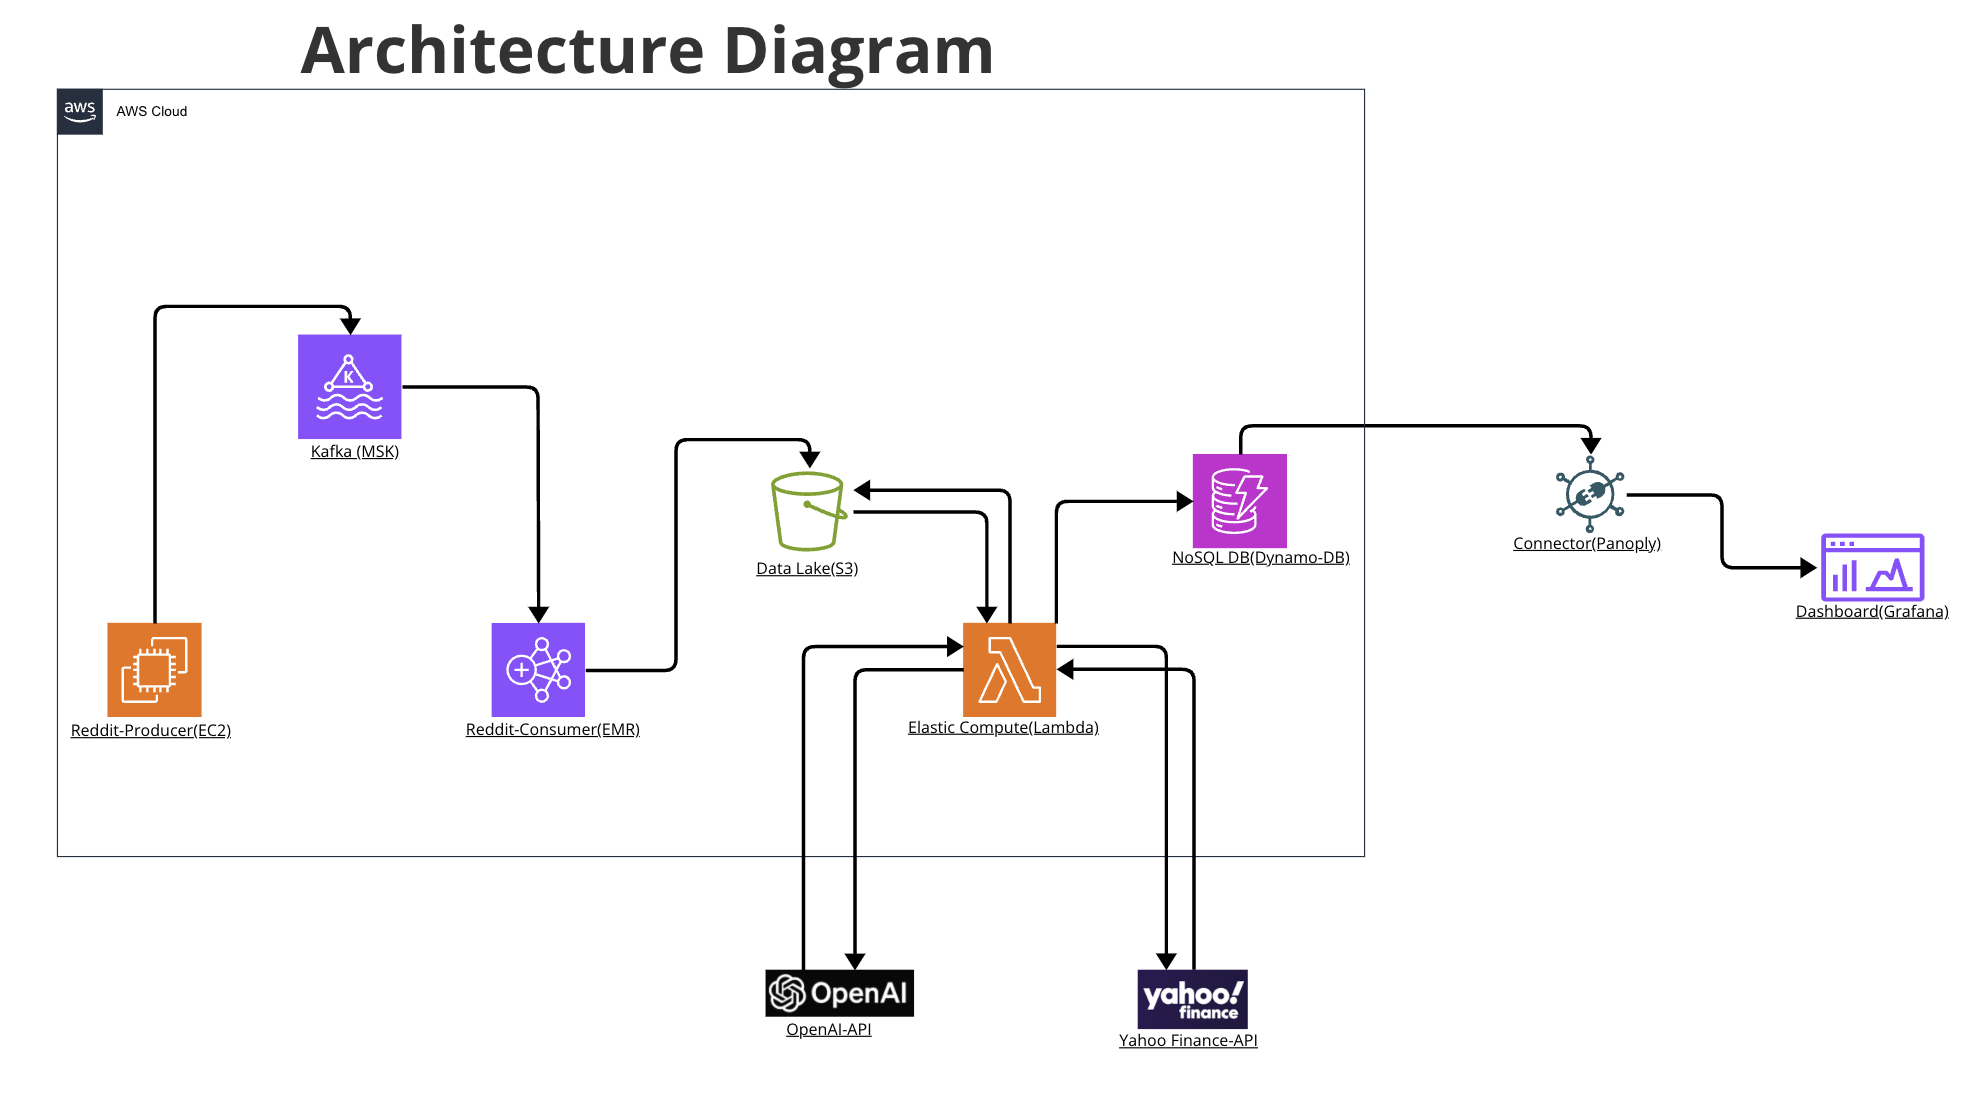 Architecture Diagram
aws
AWS Cloud
K
Kafka (MSK)
Reddit-Producer(EC2)
Reddit-Consumer(EMR)
Data Lake(S3)
Elastic Compute(Lambda)
NoSQL DB(Dynamo-DB)
Connector(Panoply)
Dashboard(Grafana)
OpenAI
OpenAI-API
yahoo!
finance
Yahoo Finance-API